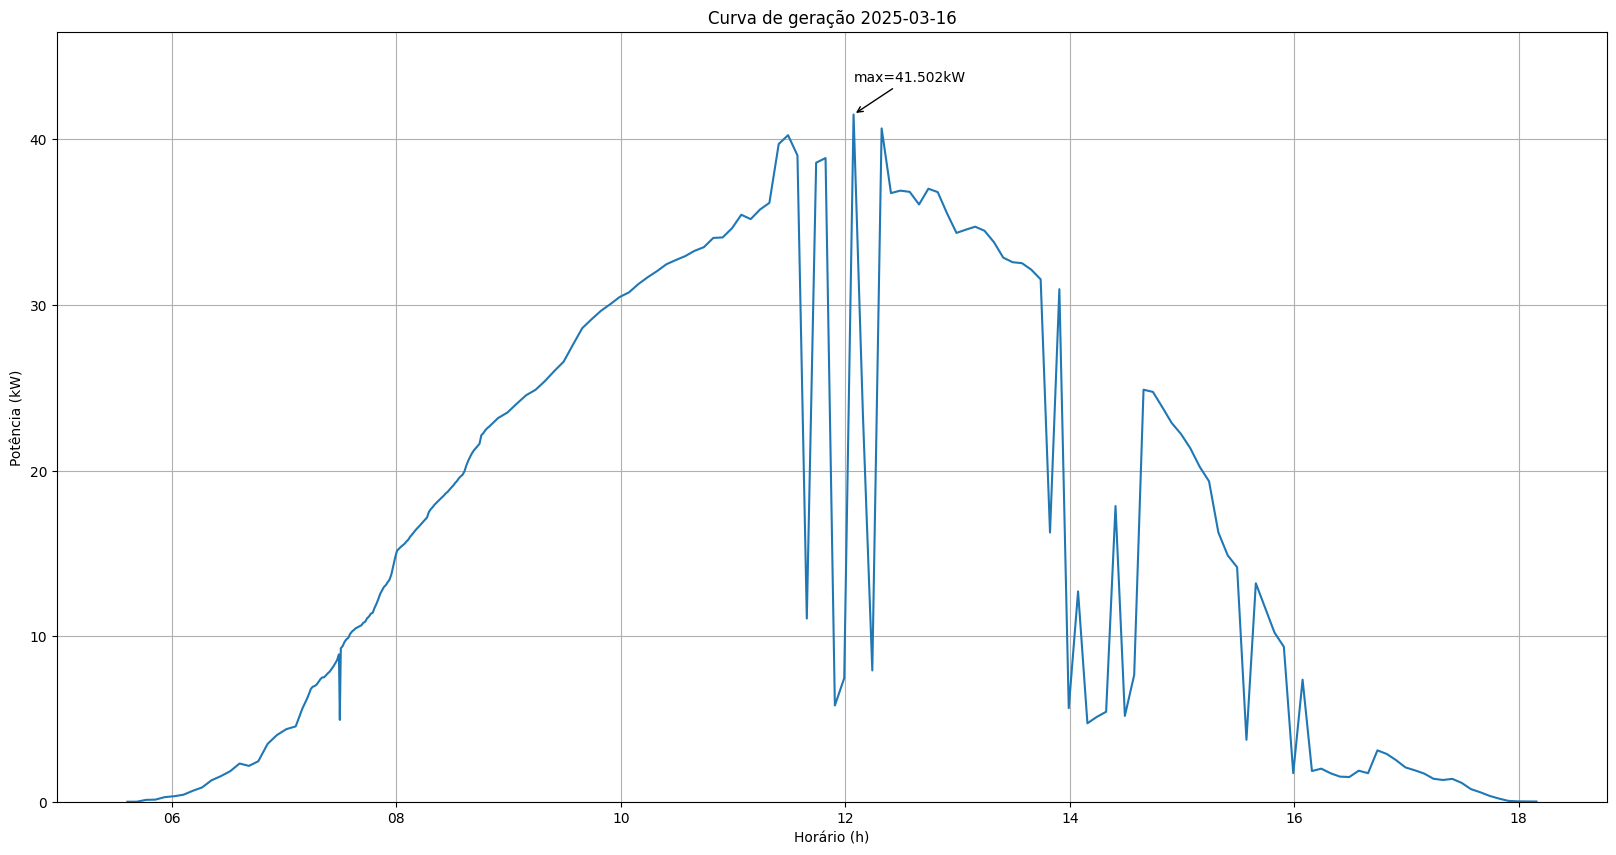 Curva de geração 2025-03-16
max=41.502kW
Potência (kW)
40
30
20
10
0
06 08 10 12 14 16 18
Horário (h)